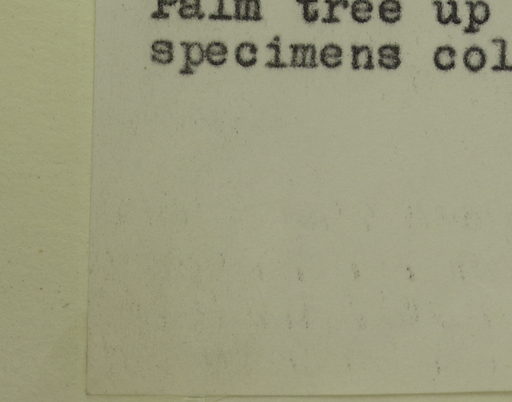 Palm tree up
specimens col